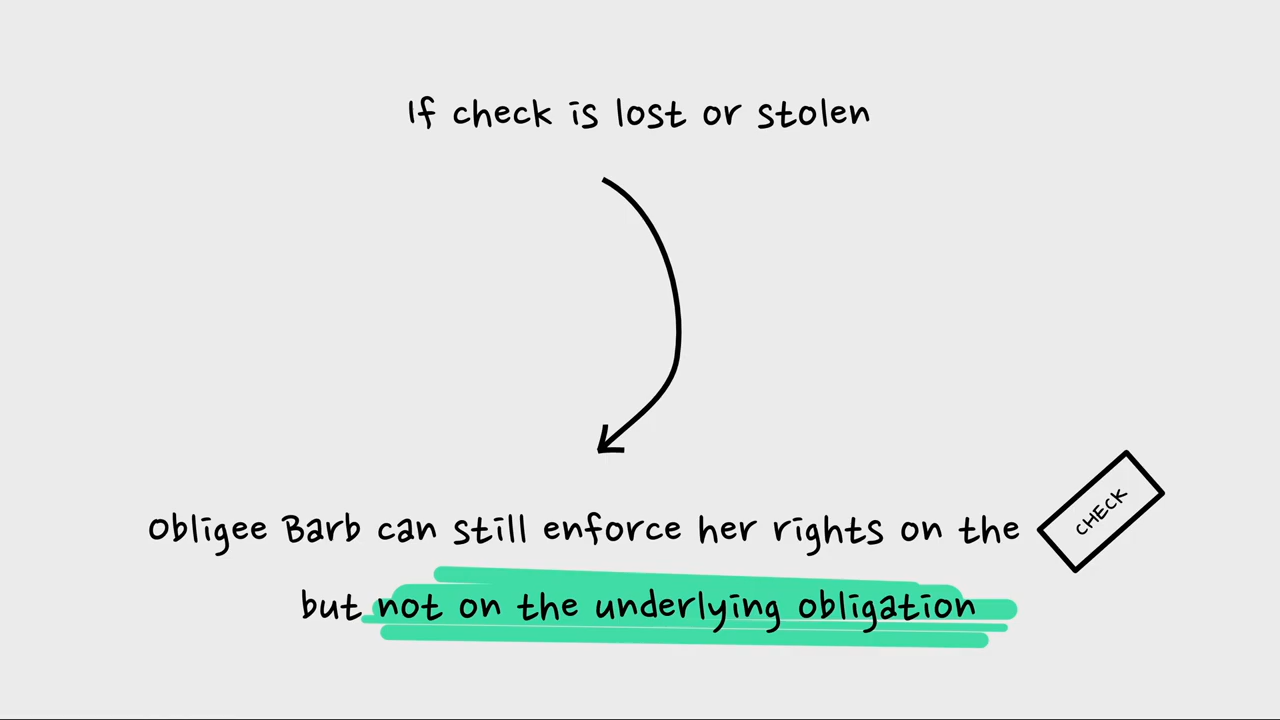 If check is lost or stolen
Obligee Barb can still enforce her rights on the CHECK
but not on the underlying obligation